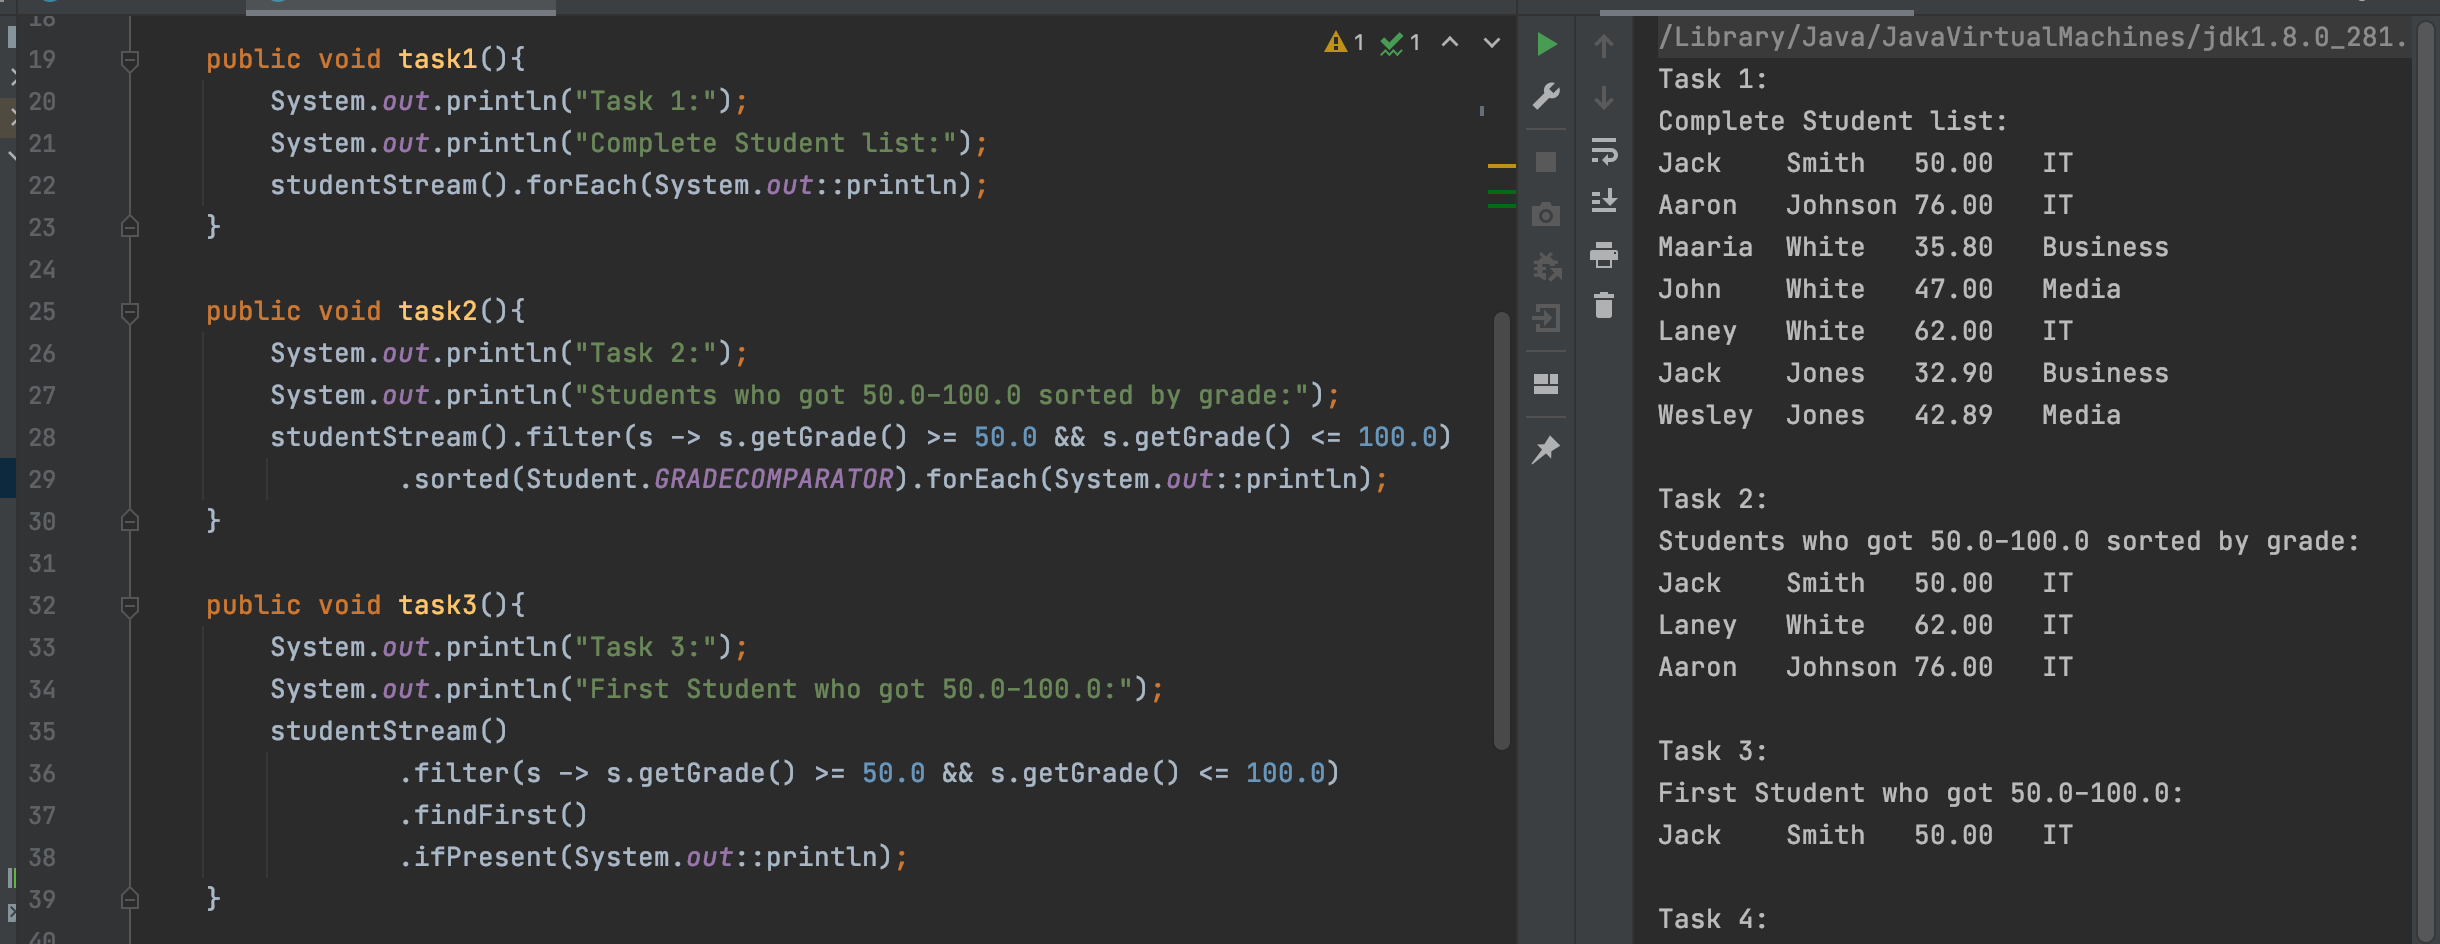 18
19 public void task1(){
20 System.out.println("Task 1:");
21 System.out.println("Complete Student list:");
22 studentStream().forEach(System.out::println);
23 }
24
25 public void task2(){
26 System.out.println("Task 2:");
27 System.out.println("Students who got 50.0-100.0 sorted by grade:");
28 studentStream().filter(s -> s.getGrade() >= 50.0 && s.getGrade() <= 100.0)
29 .sorted(Student.GRADECOMPARATOR).forEach(System.out::println);
30 }
31
32 public void task3(){
33 System.out.println("Task 3:");
34 System.out.println("First Student who got 50.0-100.0:");
35 studentStream()
36 .filter(s -> s.getGrade() >= 50.0 && s.getGrade() <= 100.0)
37 .findFirst()
38 .ifPresent(System.out::println);
39 }
40
1 1
/Library/Java/JavaVirtualMachines/jdk1.8.0_281.
Task 1:
Complete Student list:
Jack Smith 50.00 IT
Aaron Johnson 76.00 IT
Maaria White 35.80 Business
John White 47.00 Media
Laney White 62.00 IT
Jack Jones 32.90 Business
Wesley Jones 42.89 Media

Task 2:
Students who got 50.0-100.0 sorted by grade:
Jack Smith 50.00 IT
Laney White 62.00 IT
Aaron Johnson 76.00 IT

Task 3:
First Student who got 50.0-100.0:
Jack Smith 50.00 IT

Task 4: